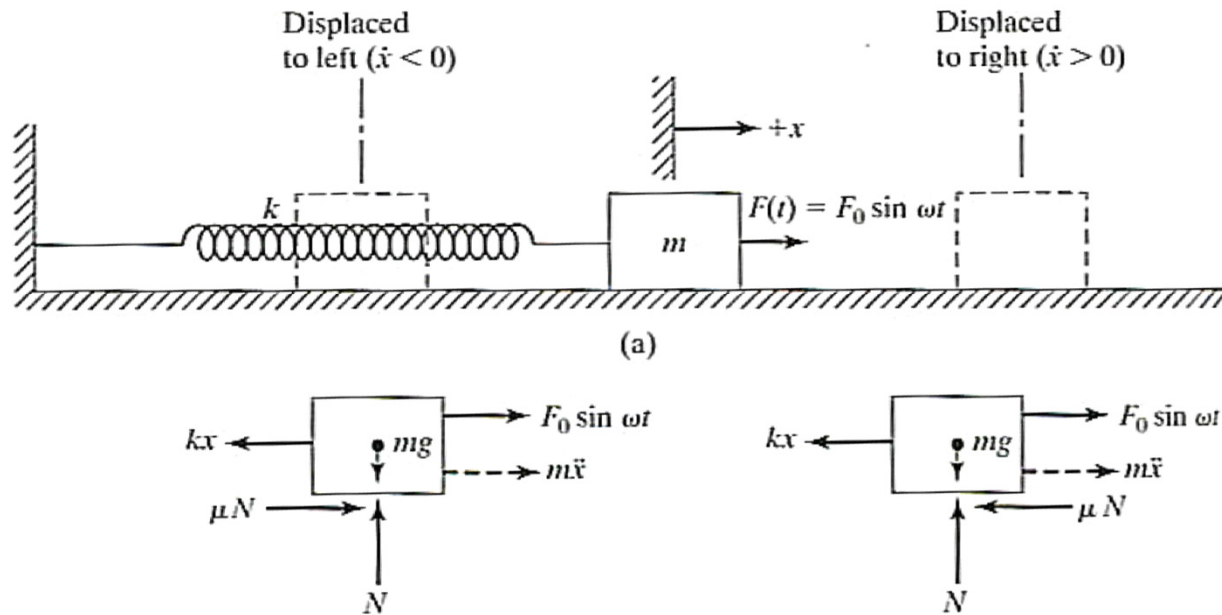 Displaced
to left (ẋ < 0)
Displaced
to right (ẋ > 0)
+x
k
m
F(t) = F₀ sin ωt
(a)
F₀ sin ωt
kx
mg
mẍ
μN
N
F₀ sin ωt
kx
mg
mẍ
μN
N